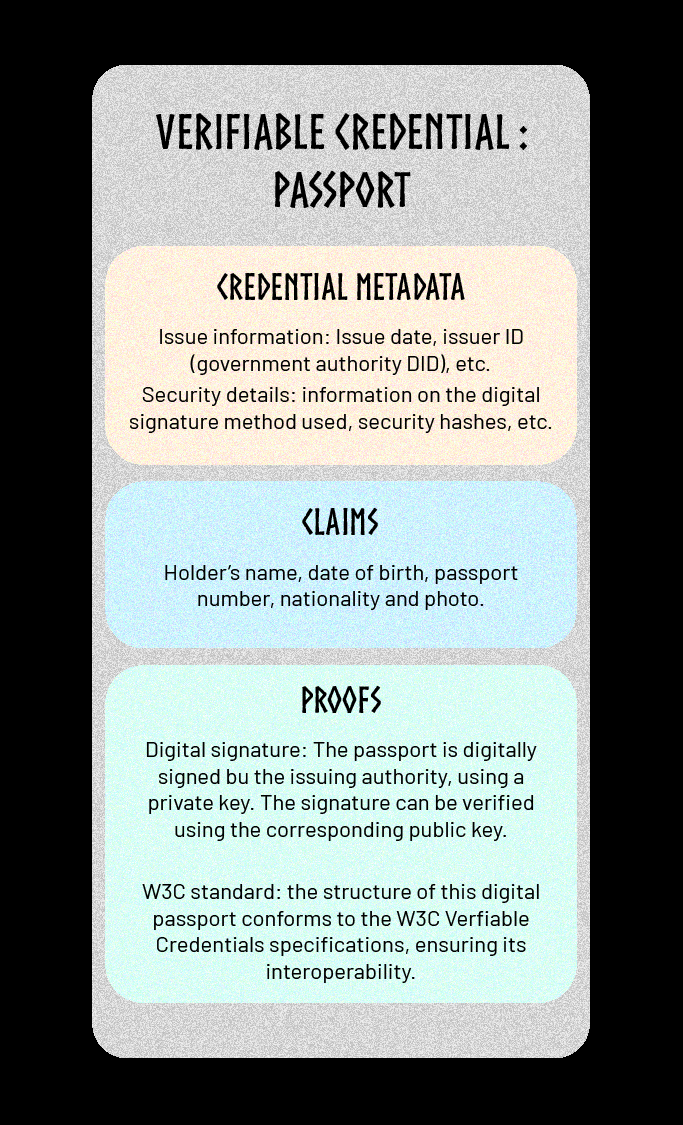 VERIFIABLE CREDENTIAL :
PASSPORT
CREDENTIAL METADATA
Issue information: Issue date, issuer ID
(government authority DID), etc.
Security details: information on the digital
signature method used, security hashes, etc.
CLAIMS
Holder’s name, date of birth, passport
number, nationality and photo.
PROOFS
Digital signature: The passport is digitally
signed bu the issuing authority, using a
private key. The signature can be verified
using the corresponding public key.
W3C standard: the structure of this digital
passport conforms to the W3C Verfiable
Credentials specifications, ensuring its
interoperability.